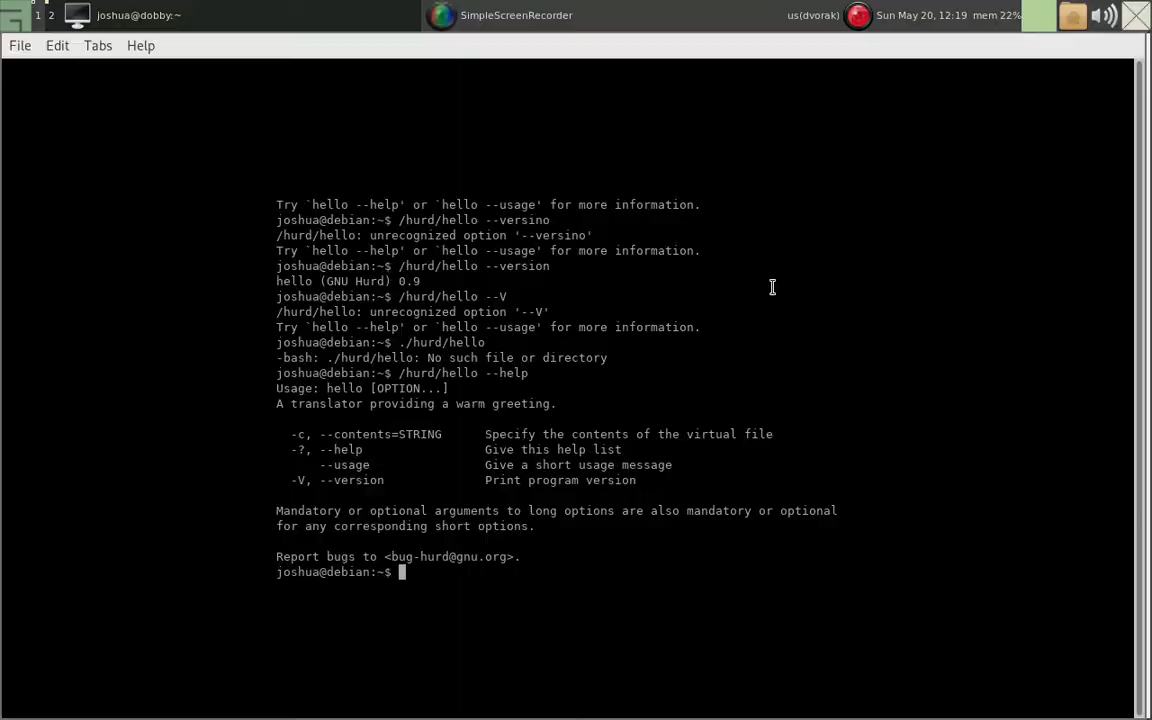 1 2 joshua@dobby:~ SimpleScreenRecorder us(dvorak) Sun May 20, 12:19 mem 22%
File Edit Tabs Help
Try `hello --help' or `hello --usage' for more information.
joshua@debian:~$ /hurd/hello --versino
/hurd/hello: unrecognized option '--versino'
Try `hello --help' or `hello --usage' for more information.
joshua@debian:~$ /hurd/hello --version
hello (GNU Hurd) 0.9
joshua@debian:~$ /hurd/hello --V
/hurd/hello: unrecognized option '--V'
Try `hello --help' or `hello --usage' for more information.
joshua@debian:~$ ./hurd/hello
-bash: ./hurd/hello: No such file or directory
joshua@debian:~$ /hurd/hello --help
Usage: hello [OPTION...]
A translator providing a warm greeting.
-c, --contents=STRING Specify the contents of the virtual file
-?, --help Give this help list
--usage Give a short usage message
-V, --version Print program version
Mandatory or optional arguments to long options are also mandatory or optional
for any corresponding short options.
Report bugs to <bug-hurd@gnu.org>.
joshua@debian:~$